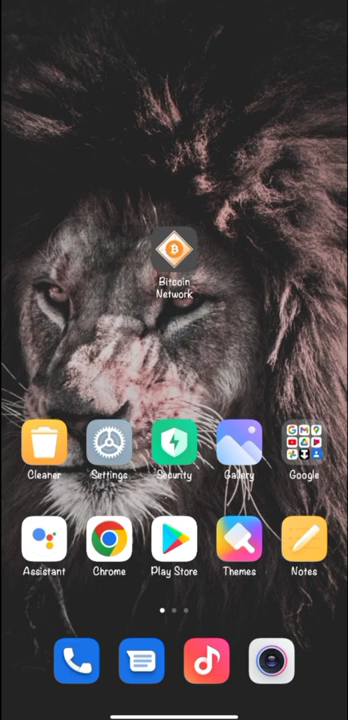 Bitcoin
Network
Cleaner
Settings
Security
Gallery
Google
Assistant
Chrome
Play Store
Themes
Notes